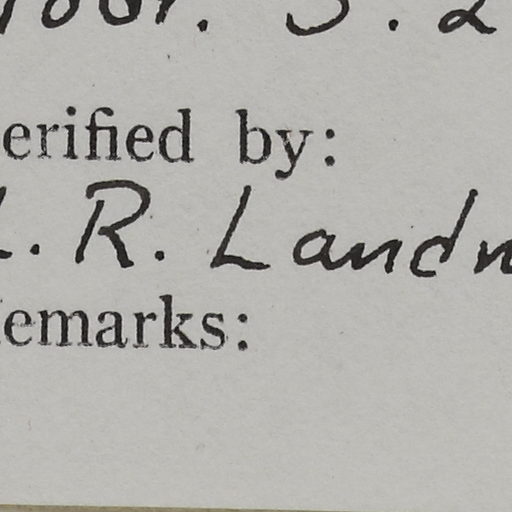 erified by:
. R. Landn
emarks: